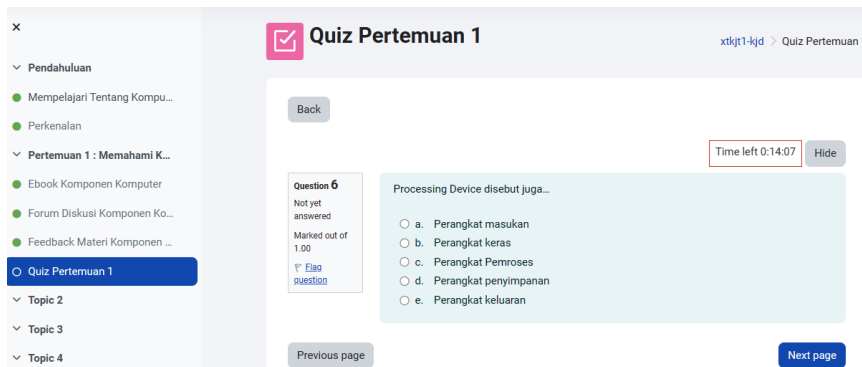 ×
Quiz Pertemuan 1
xtkjt1-kjd > Quiz Pertemuan
Pendahuluan
Mempelajari Tentang Kompu...
Perkenalan
Pertemuan 1 : Memahami K...
Ebook Komponen Komputer
Forum Diskusi Komponen Ko...
Feedback Materi Komponen ...
Quiz Pertemuan 1
Topic 2
Topic 3
Topic 4
Back
Time left 0:14:07
Hide
Question 6
Not yet
answered
Marked out of
1.00
Flag
question
Processing Device disebut juga...
a. Perangkat masukan
b. Perangkat keras
c. Perangkat Pemroses
d. Perangkat penyimpanan
e. Perangkat keluaran
Previous page
Next page